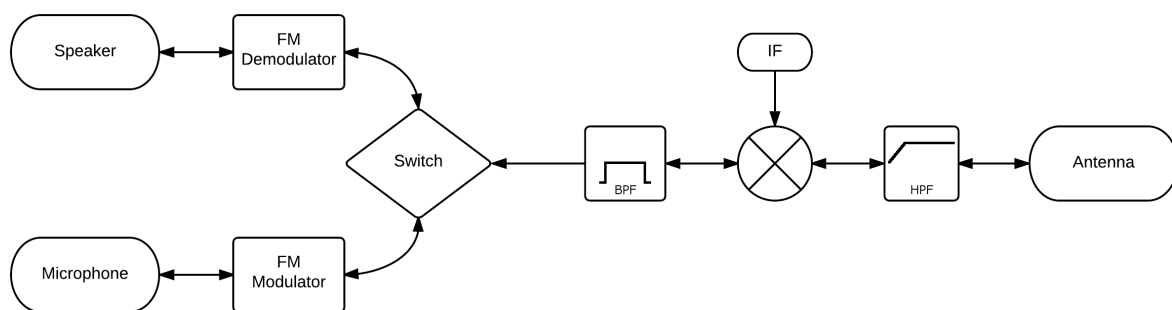 Speaker
FM
Demodulator
IF
Switch
BPF
HPF
Antenna
Microphone
FM
Modulator